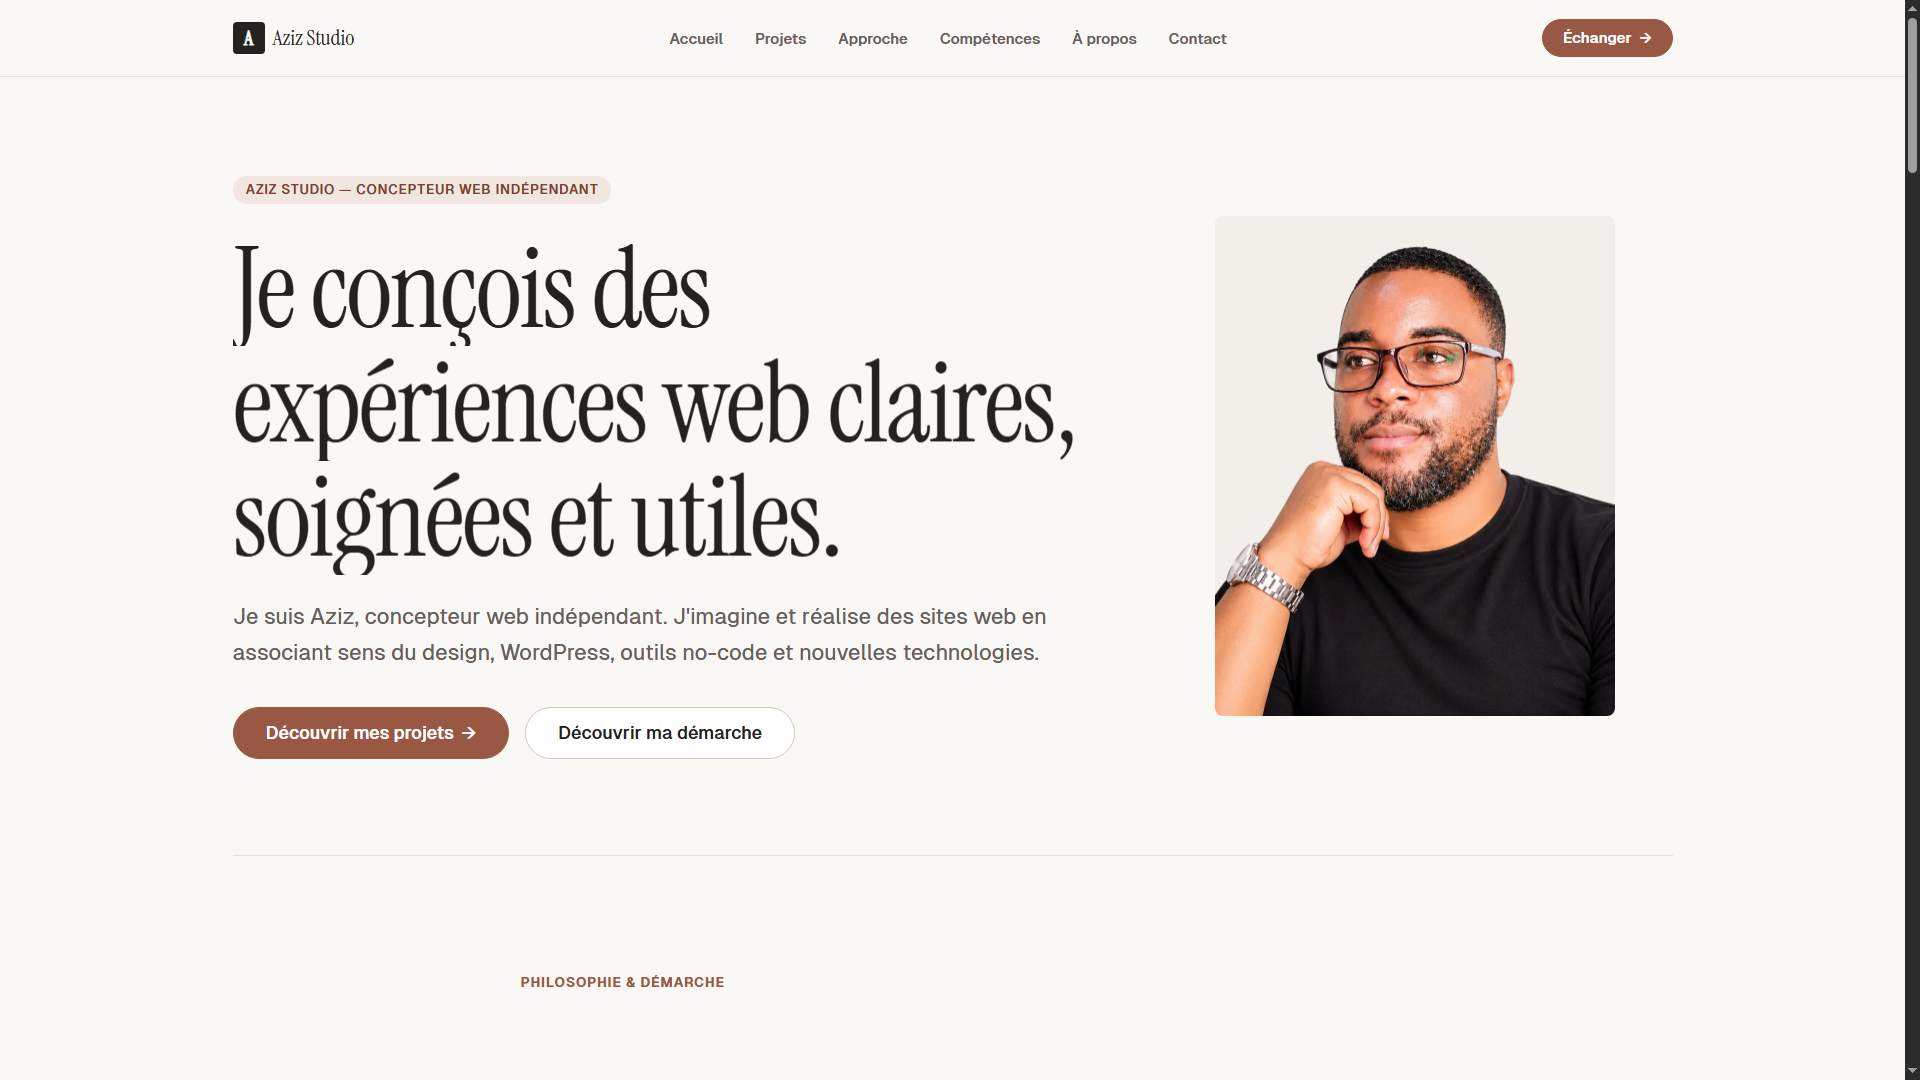 A Aziz Studio
Accueil Projets Approche Compétences À propos Contact
Échanger →
AZIZ STUDIO — CONCEPTEUR WEB INDÉPENDANT
Je conçois des
expériences web claires,
soignées et utiles.
Je suis Aziz, concepteur web indépendant. J'imagine et réalise des sites web en
associant sens du design, WordPress, outils no-code et nouvelles technologies.
Découvrir mes projets →
Découvrir ma démarche
PHILOSOPHIE & DÉMARCHE